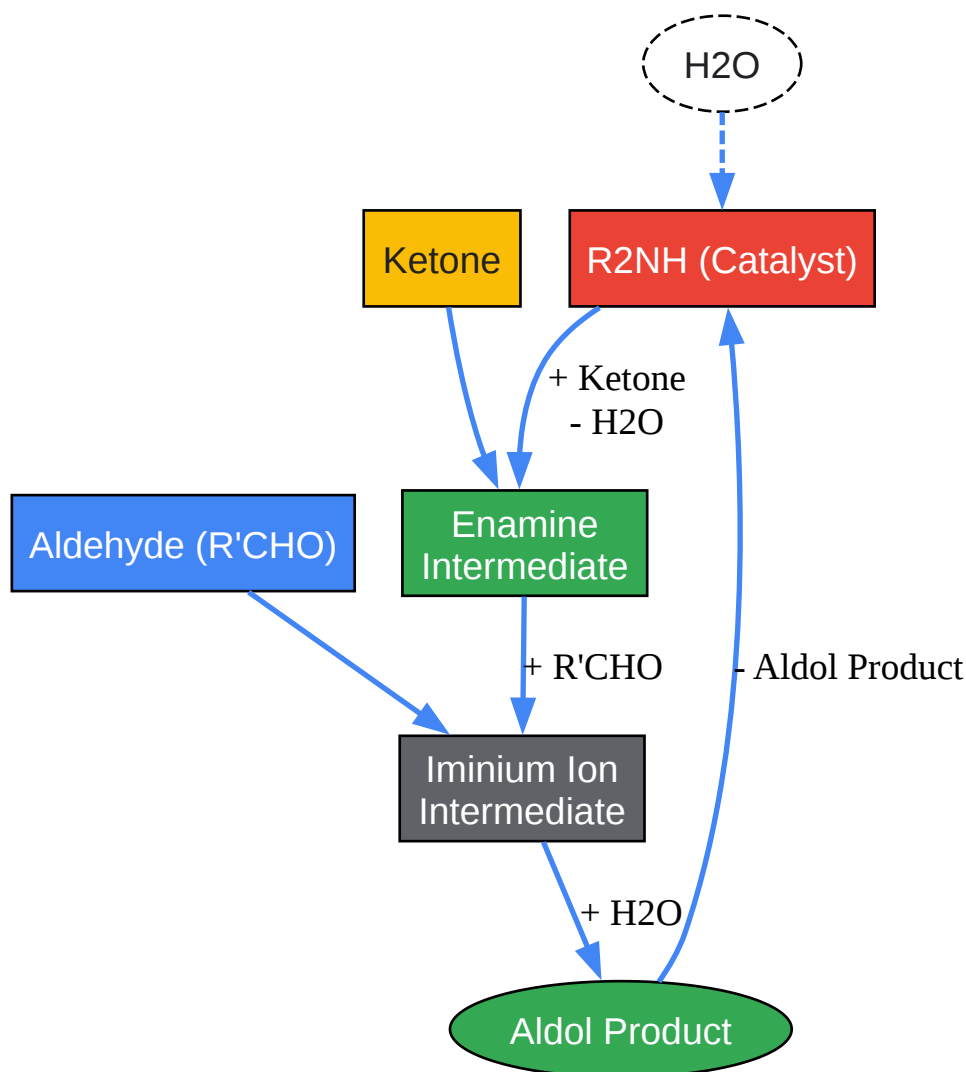 H2O
Ketone
R2NH (Catalyst)
+ Ketone
- H2O
Aldehyde (R'CHO)
Enamine
Intermediate
+ R'CHO
- Aldol Product
Iminium Ion
Intermediate
+ H2O
Aldol Product